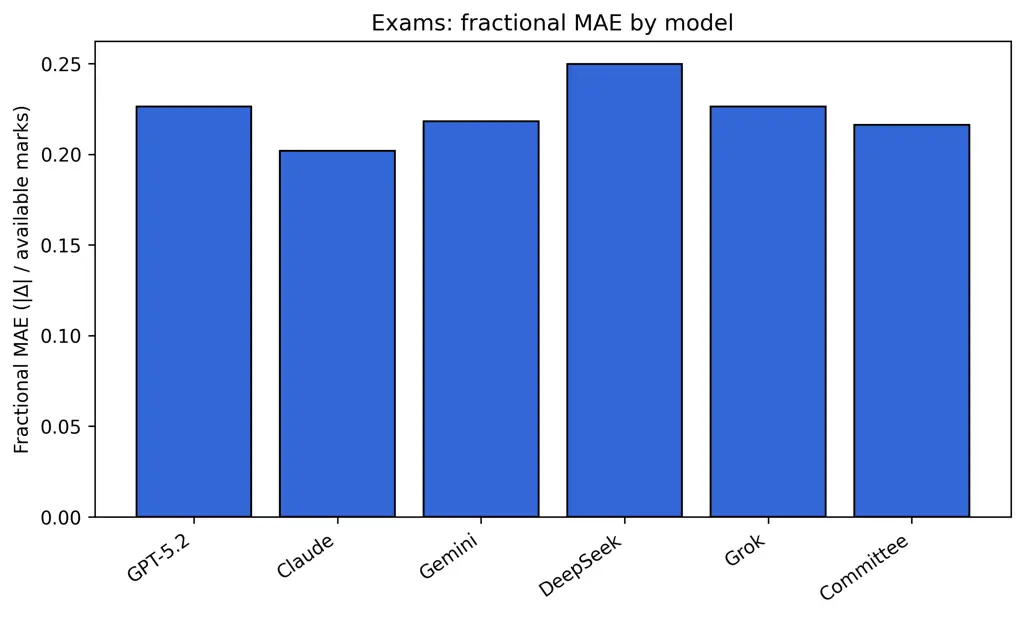 Exams: fractional MAE by model
Fractional MAE (|Δ| / available marks)
0.25
0.20
0.15
0.10
0.05
0.00
GPT-5.2
Claude
Gemini
DeepSeek
Grok
Committee